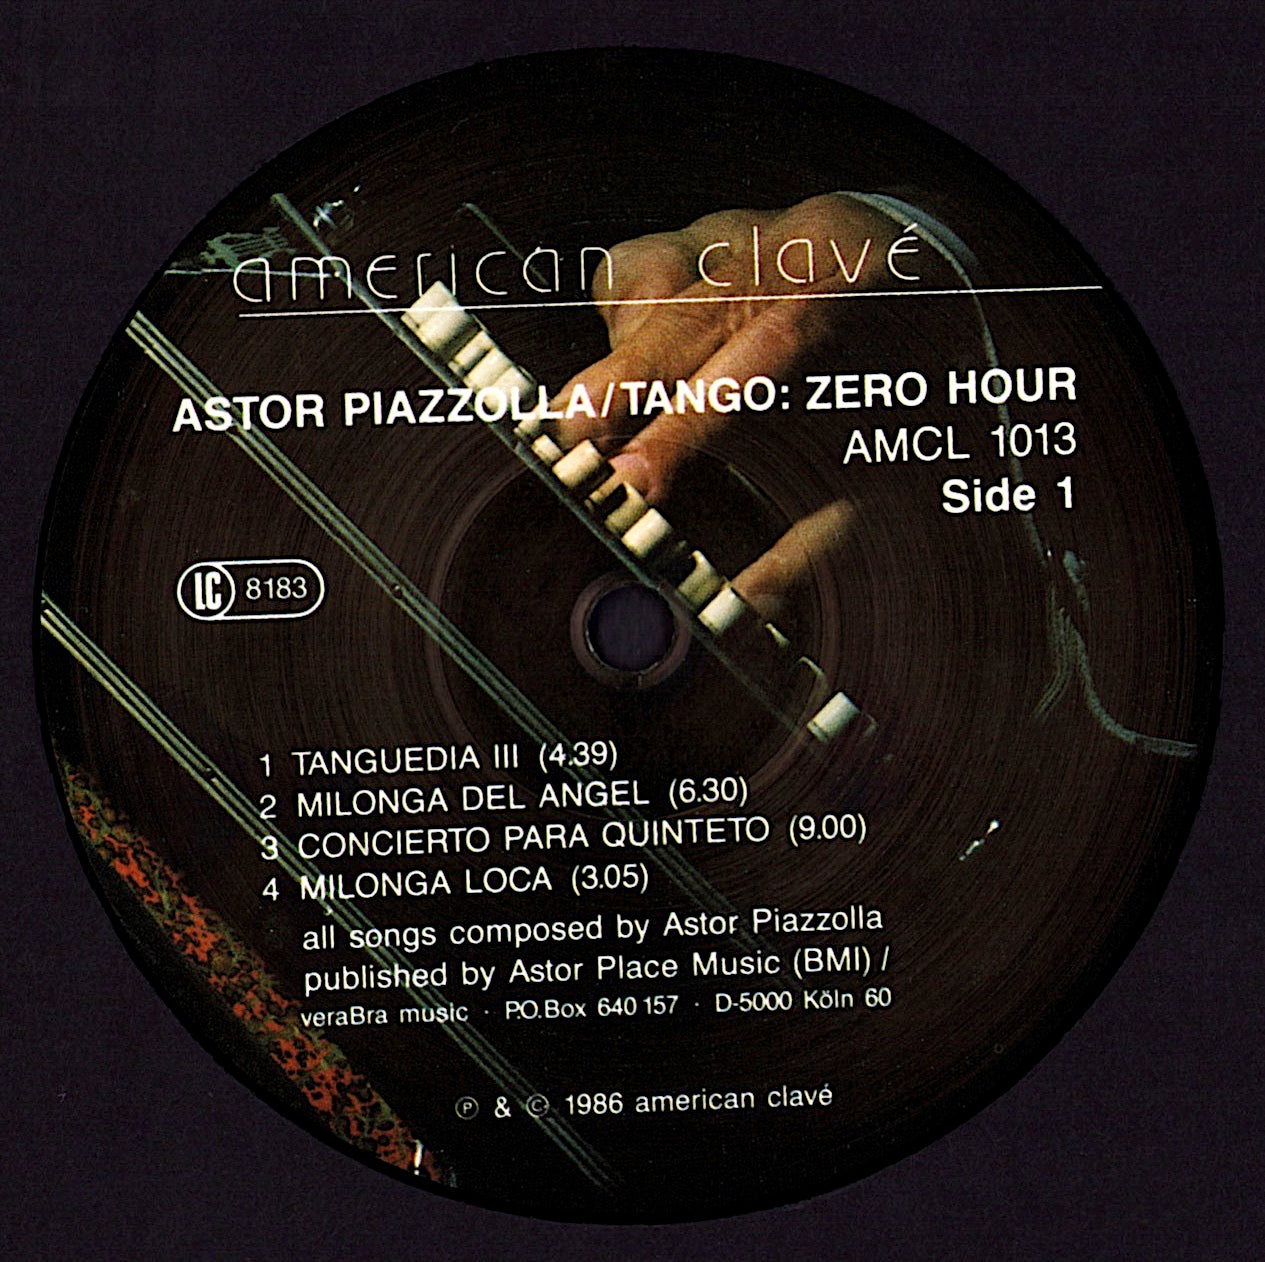 american clavé
ASTOR PIAZZOLLA/TANGO: ZERO HOUR
AMCL 1013
Side 1
LC 8183
1 TANGUEDIA III (4.39)
2 MILONGA DEL ANGEL (6.30)
3 CONCIERTO PARA QUINTETO (9.00)
4 MILONGA LOCA (3.05)
all songs composed by Astor Piazzolla
published by Astor Place Music (BMI) /
veraBra music · P.O.Box 640 157 · D-5000 Köln 60
Ⓟ & © 1986 american clavé